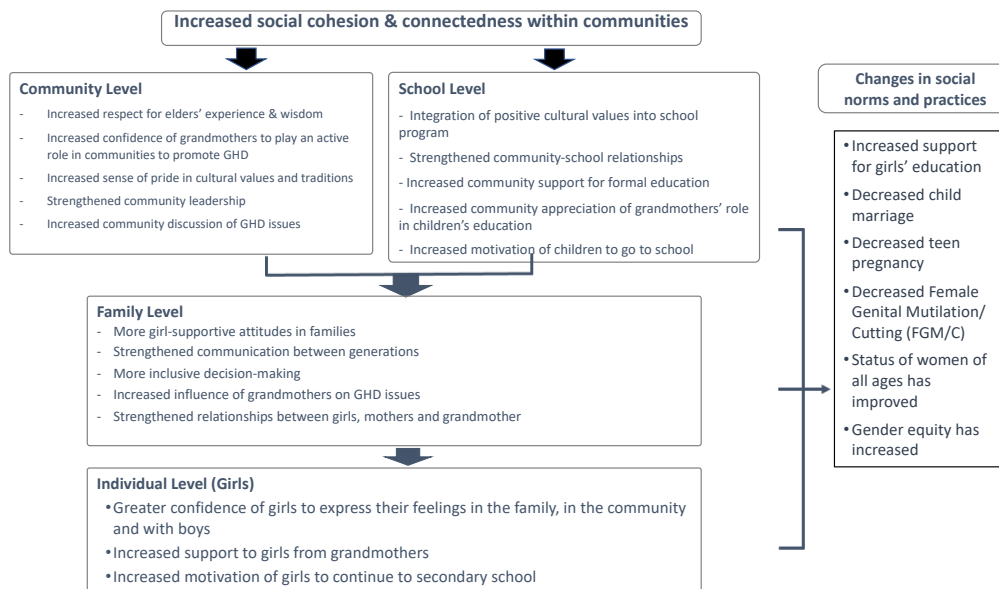 Increased social cohesion & connectedness within communities
Community Level
- Increased respect for elders' experience & wisdom
- Increased confidence of grandmothers to play an active
role in communities to promote GHD
- Increased sense of pride in cultural values and traditions
- Strengthened community leadership
- Increased community discussion of GHD issues
School Level
- Integration of positive cultural values into school
program
- Strengthened community-school relationships
- Increased community support for formal education
- Increased community appreciation of grandmothers' role
in children's education
- Increased motivation of children to go to school
Family Level
- More girl-supportive attitudes in families
- Strengthened communication between generations
- More inclusive decision-making
- Increased influence of grandmothers on GHD issues
- Strengthened relationships between girls, mothers and grandmother
Individual Level (Girls)
• Greater confidence of girls to express their feelings in the family, in the community
and with boys
• Increased support to girls from grandmothers
• Increased motivation of girls to continue to secondary school
Changes in social
norms and practices
• Increased support
for girls' education
• Decreased child
marriage
• Decreased teen
pregnancy
• Decreased Female
Genital Mutilation/
Cutting (FGM/C)
• Status of women of
all ages has
improved
• Gender equity has
increased